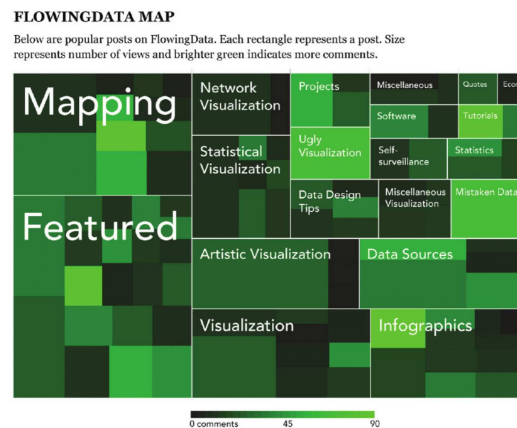 FLOWINGDATA MAP
Below are popular posts on FlowingData. Each rectangle represents a post. Size
represents number of views and brighter green indicates more comments.
Mapping
Network
Visualization
Projects
Miscellaneous
Quotes
Software
Tutorials
Statistical
Visualization
Ugly
Visualization
Self-
surveillance
Statistics
Data Design
Tips
Miscellaneous
Visualization
Mistaken Data
Featured
Artistic Visualization
Data Sources
Visualization
Infographics
0 comments
45
90